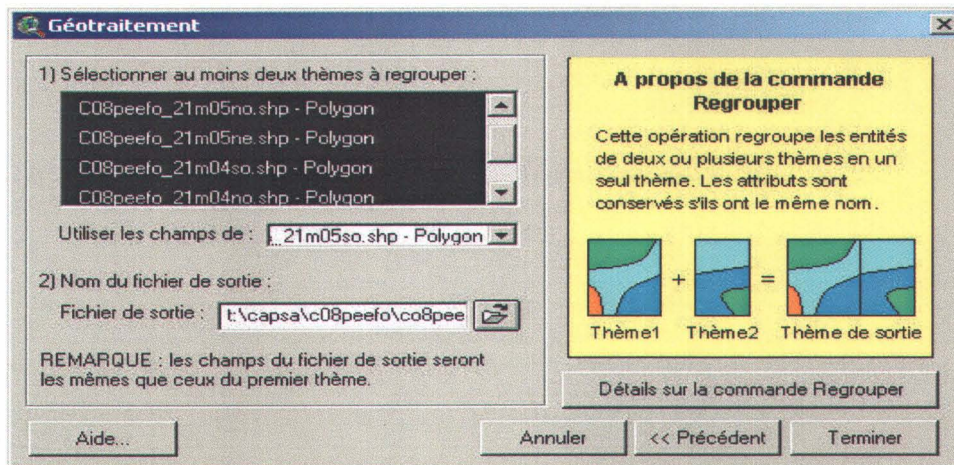 Géotraitement
1) Sélectionner au moins deux thèmes à regrouper :
C08peefo_21m05no.shp - Polygon
C08peefo_21m05ne.shp - Polygon
C08peefo_21m04so.shp - Polygon
C08peefo_21m04no.shp - Polygon
Utiliser les champs de :
_21m05so.shp - Polygon
2) Nom du fichier de sortie :
Fichier de sortie :
t:\capsa\c08peefo\co8pee
REMARQUE : les champs du fichier de sortie seront
les mêmes que ceux du premier thème.
A propos de la commande
Regrouper
Cette opération regroupe les entités
de deux ou plusieurs thèmes en un
seul thème. Les attributs sont
conservés s'ils ont le même nom.
+
=
Thème1
Thème2
Thème de sortie
Détails sur la commande Regrouper
Aide...
Annuler
<< Précédent
Terminer